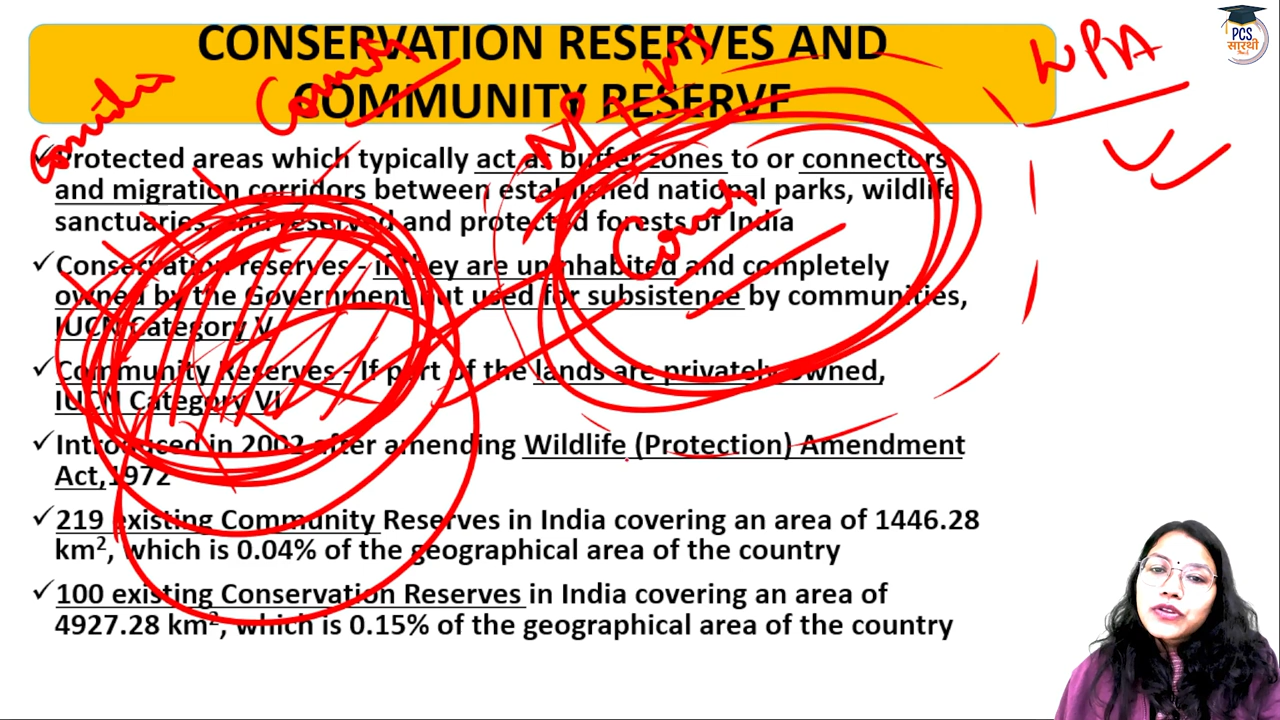 CONSERVATION RESERVES AND
COMMUNITY RESERVE
PCS
सारथी
WPA
NP + WS
✓ Protected areas which typically act as buffer zones to or connectors
and migration corridors between established national parks, wildlife
sanctuaries, and reserved and protected forests of India
✓ Conservation reserves - if they are uninhabited and completely
owned by the Government but used for subsistence by communities,
IUCN Category V
✓ Community Reserves - If part of the lands are privately owned,
IUCN Category VI
✓ Introduced in 2002 after amending Wildlife (Protection) Amendment
Act,1972
✓ 219 existing Community Reserves in India covering an area of 1446.28
km², which is 0.04% of the geographical area of the country
✓ 100 existing Conservation Reserves in India covering an area of
4927.28 km², which is 0.15% of the geographical area of the country